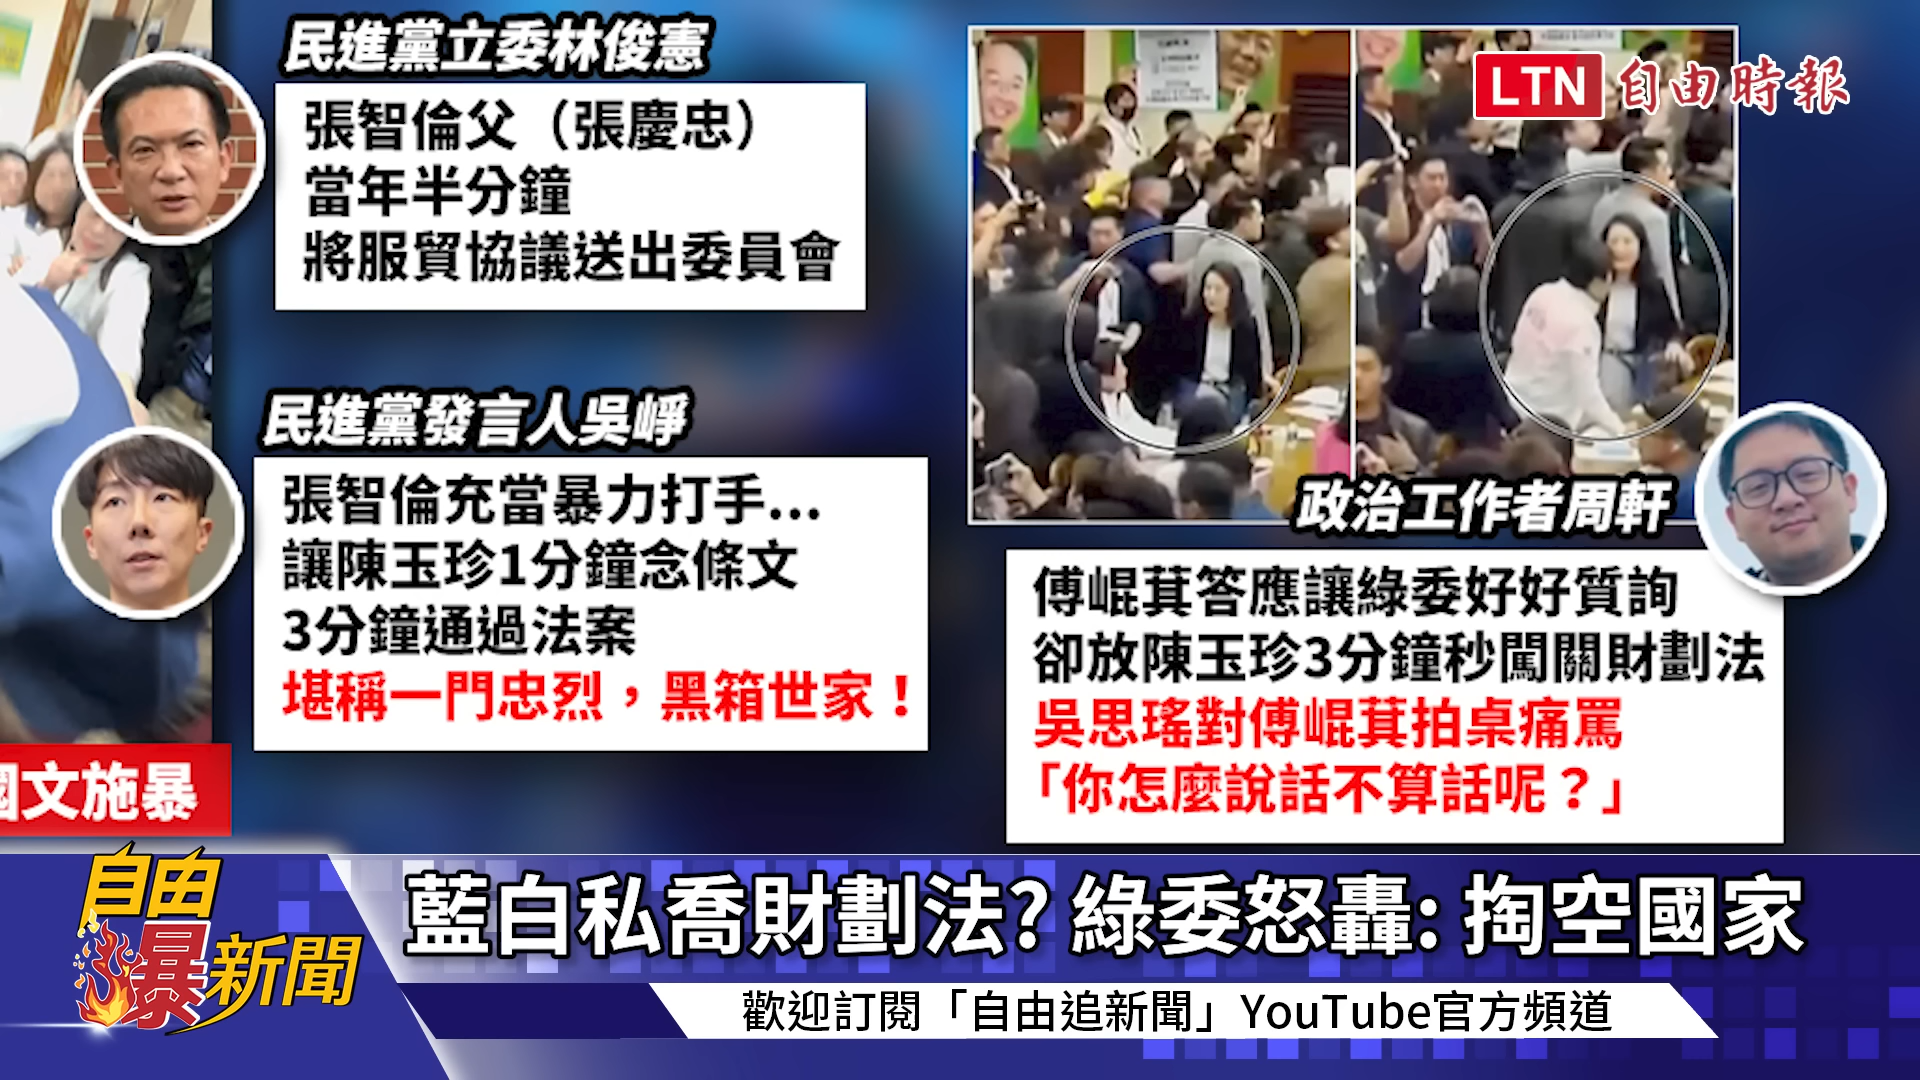 民進黨立委林俊憲
張智倫父（張慶忠）
當年半分鐘
將服貿協議送出委員會
民進黨發言人吳崢
張智倫充當暴力打手...
讓陳玉珍1分鐘念條文
3分鐘通過法案
堪稱一門忠烈，黑箱世家！
國文施暴
LTN 自由時報
政治工作者周軒
傅崐萁答應讓綠委好好質詢
卻放陳玉珍3分鐘秒闖關財劃法
吳思瑤對傅崐萁拍桌痛罵
「你怎麼說話不算話呢？」
自由爆新聞
藍白私喬財劃法? 綠委怒轟: 掏空國家
歡迎訂閱「自由追新聞」YouTube官方頻道